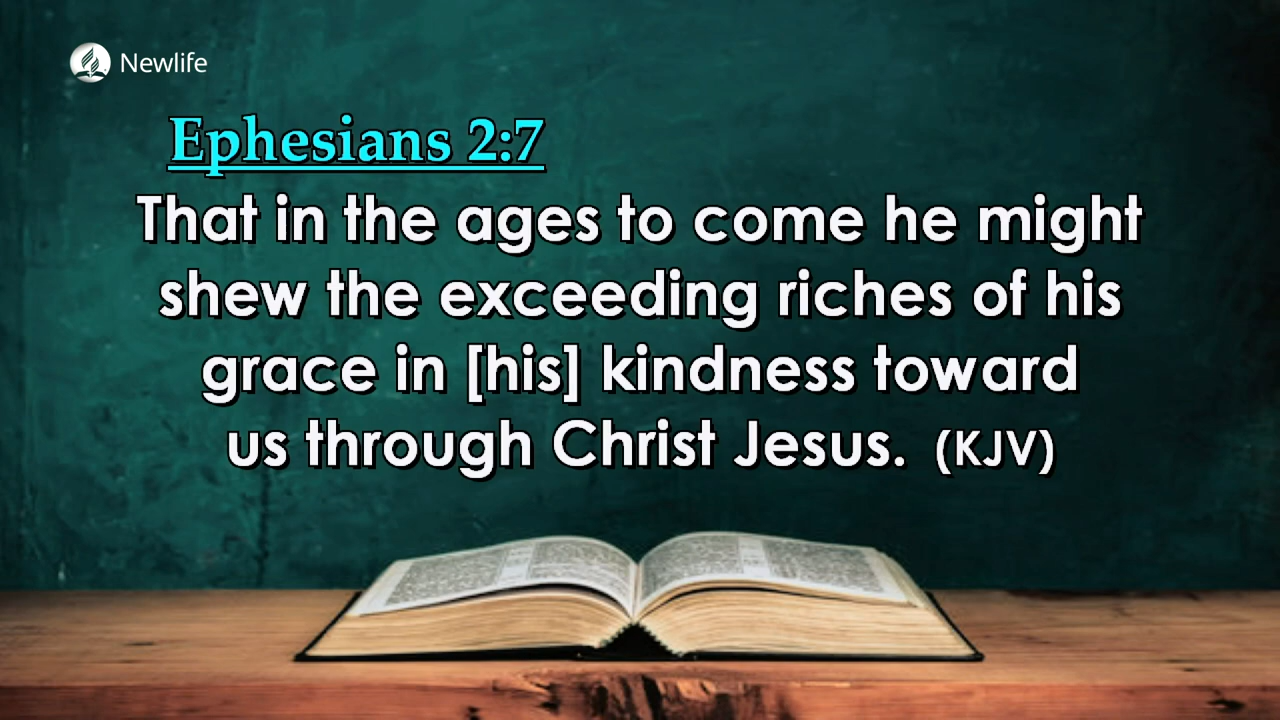 Newlife
Ephesians 2:7
That in the ages to come he might
shew the exceeding riches of his
grace in [his] kindness toward
us through Christ Jesus. (KJV)